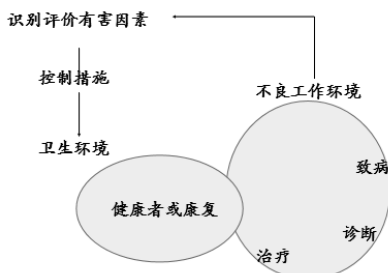 识别评价有害因素
控制措施
不良工作环境
卫生环境
致病
健康者或康复
诊断
治疗